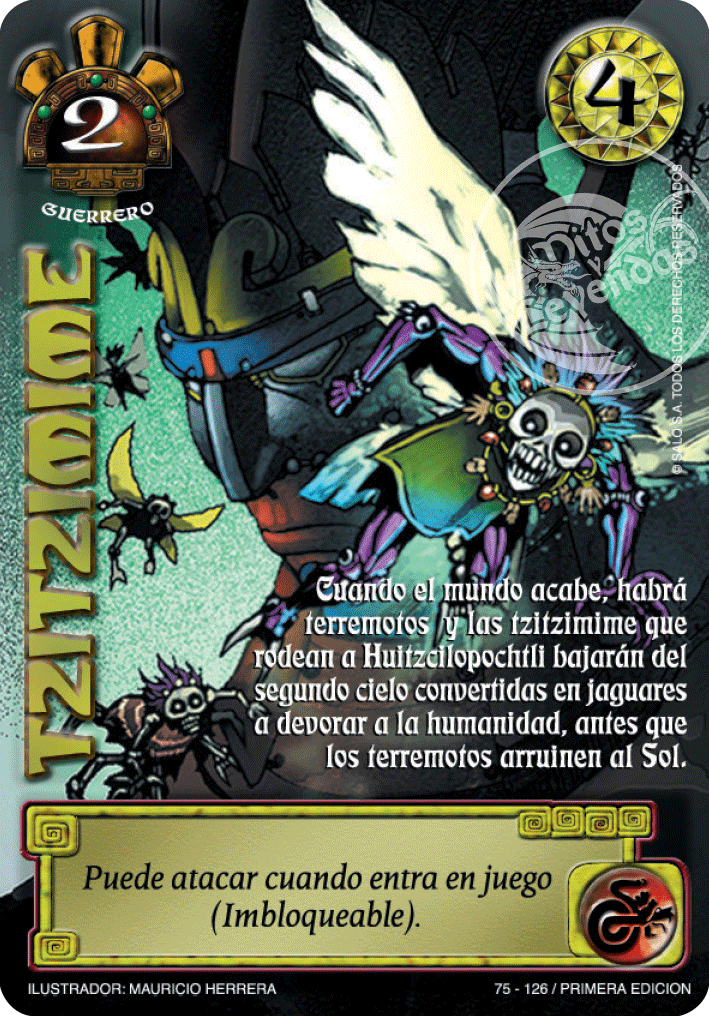 2
4
GUERRERO
Mitos
y
Leyendas
© SALO S.A. TODOS LOS DERECHOS RESERVADOS
TZITZIMIME
Cuando el mundo acabe, habrá
terremotos y las tzitzimime que
rodean a Huitzcilopochtli bajarán del
segundo cielo convertidas en jaguares
a devorar a la humanidad, antes que
los terremotos arruinen al Sol.
Puede atacar cuando entra en juego
(Imbloqueable).
ILUSTRADOR: MAURICIO HERRERA
75 - 126 / PRIMERA EDICION